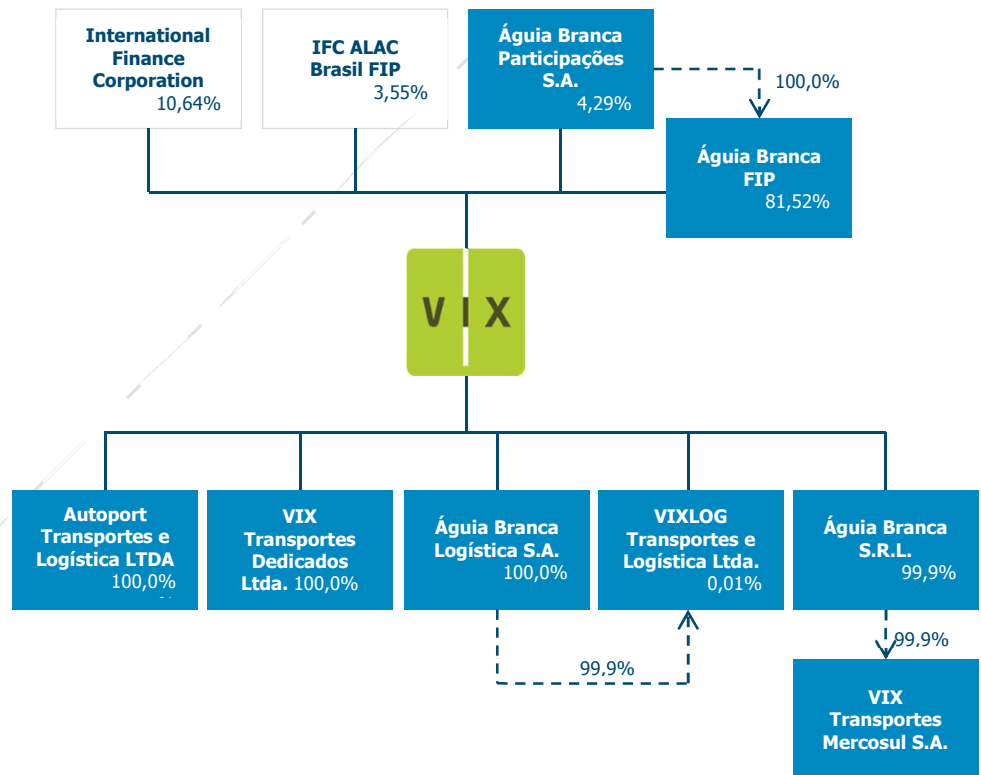 International
Finance
Corporation
10,64%
IFC ALAC
Brasil FIP
3,55%
Águia Branca
Participações
S.A.
4,29%
100,0%
Águia Branca
FIP
81,52%
VIX
Autoport
Transportes e
Logística LTDA
100,0%
VIX
Transportes
Dedicados
Ltda. 100,0%
Águia Branca
Logística S.A.
100,0%
VIXLOG
Transportes e
Logística Ltda.
0,01%
Águia Branca
S.R.L.
99,9%
99,9%
99,9%
VIX
Transportes
Mercosul S.A.